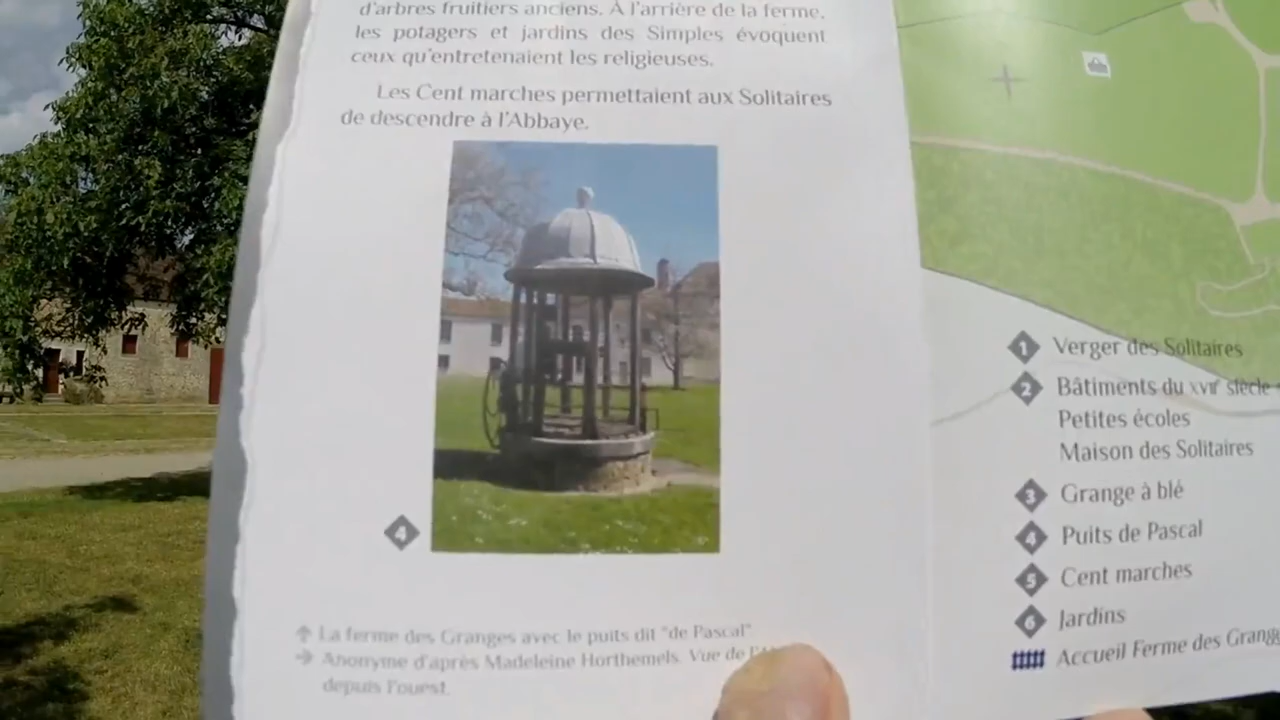 d'arbres fruitiers anciens. À l'arrière de la ferme,
les potagers et jardins des Simples évoquent
ceux qu'entretenaient les religieuses.
Les Cent marches permettaient aux Solitaires
de descendre à l'Abbaye.
4
La ferme des Granges avec le puits dit "de Pascal"
Anonyme d'après Madeleine Horthemels. Vue de
depuis l'ouest.
1 Verger des Solitaires
2 Bâtiments du XVIIe siècle
Petites écoles
Maison des Solitaires
3 Grange à blé
4 Puits de Pascal
5 Cent marches
6 Jardins
Accueil Ferme des